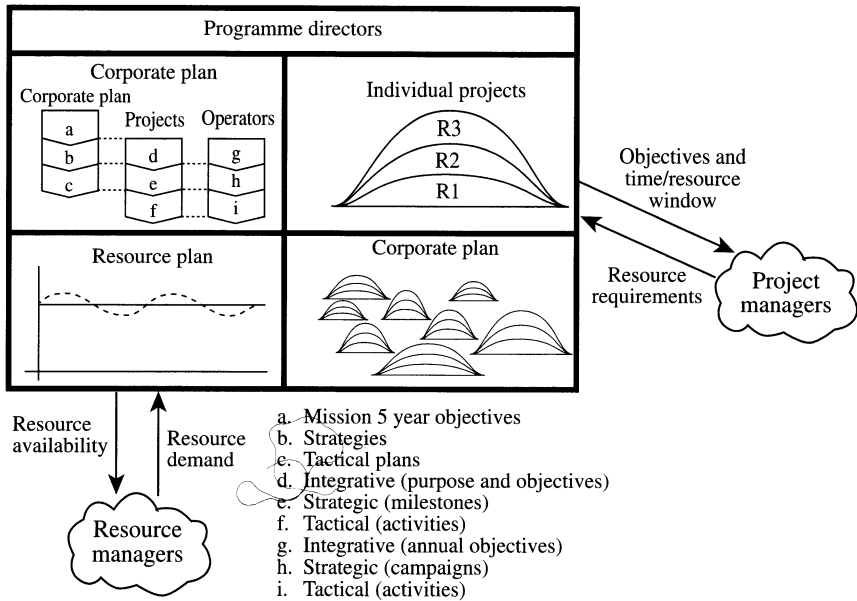 Programme directors
Corporate plan
Corporate plan
Projects
Operators
a
b
c
d
e
f
g
h
i
Individual projects
R3
R2
R1
Objectives and
time/resource
window
Resource
requirements
Project
managers
Resource plan
Corporate plan
Resource
availability
Resource
demand
Resource
managers
a. Mission 5 year objectives
b. Strategies
c. Tactical plans
d. Integrative (purpose and objectives)
e. Strategic (milestones)
f. Tactical (activities)
g. Integrative (annual objectives)
h. Strategic (campaigns)
i. Tactical (activities)